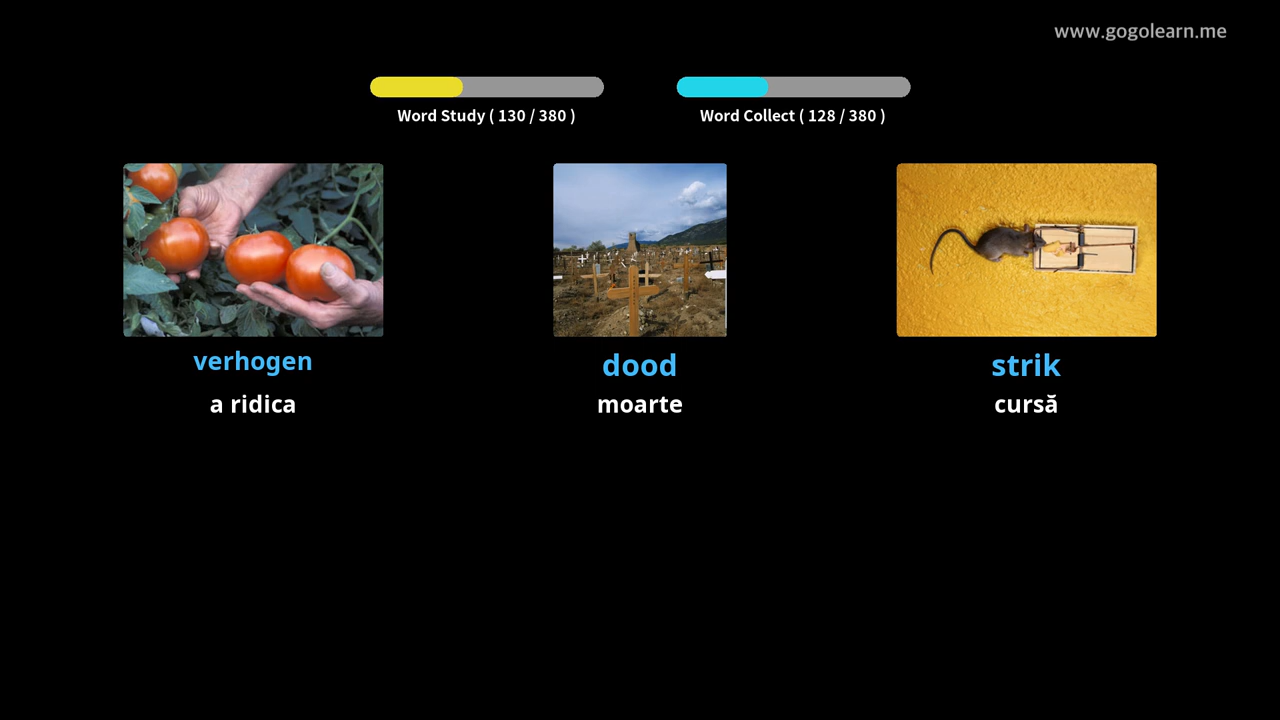 www.gogolearn.me
Word Study ( 130 / 380 )
Word Collect ( 128 / 380 )
verhogen
dood
strik
a ridica
moarte
cursă